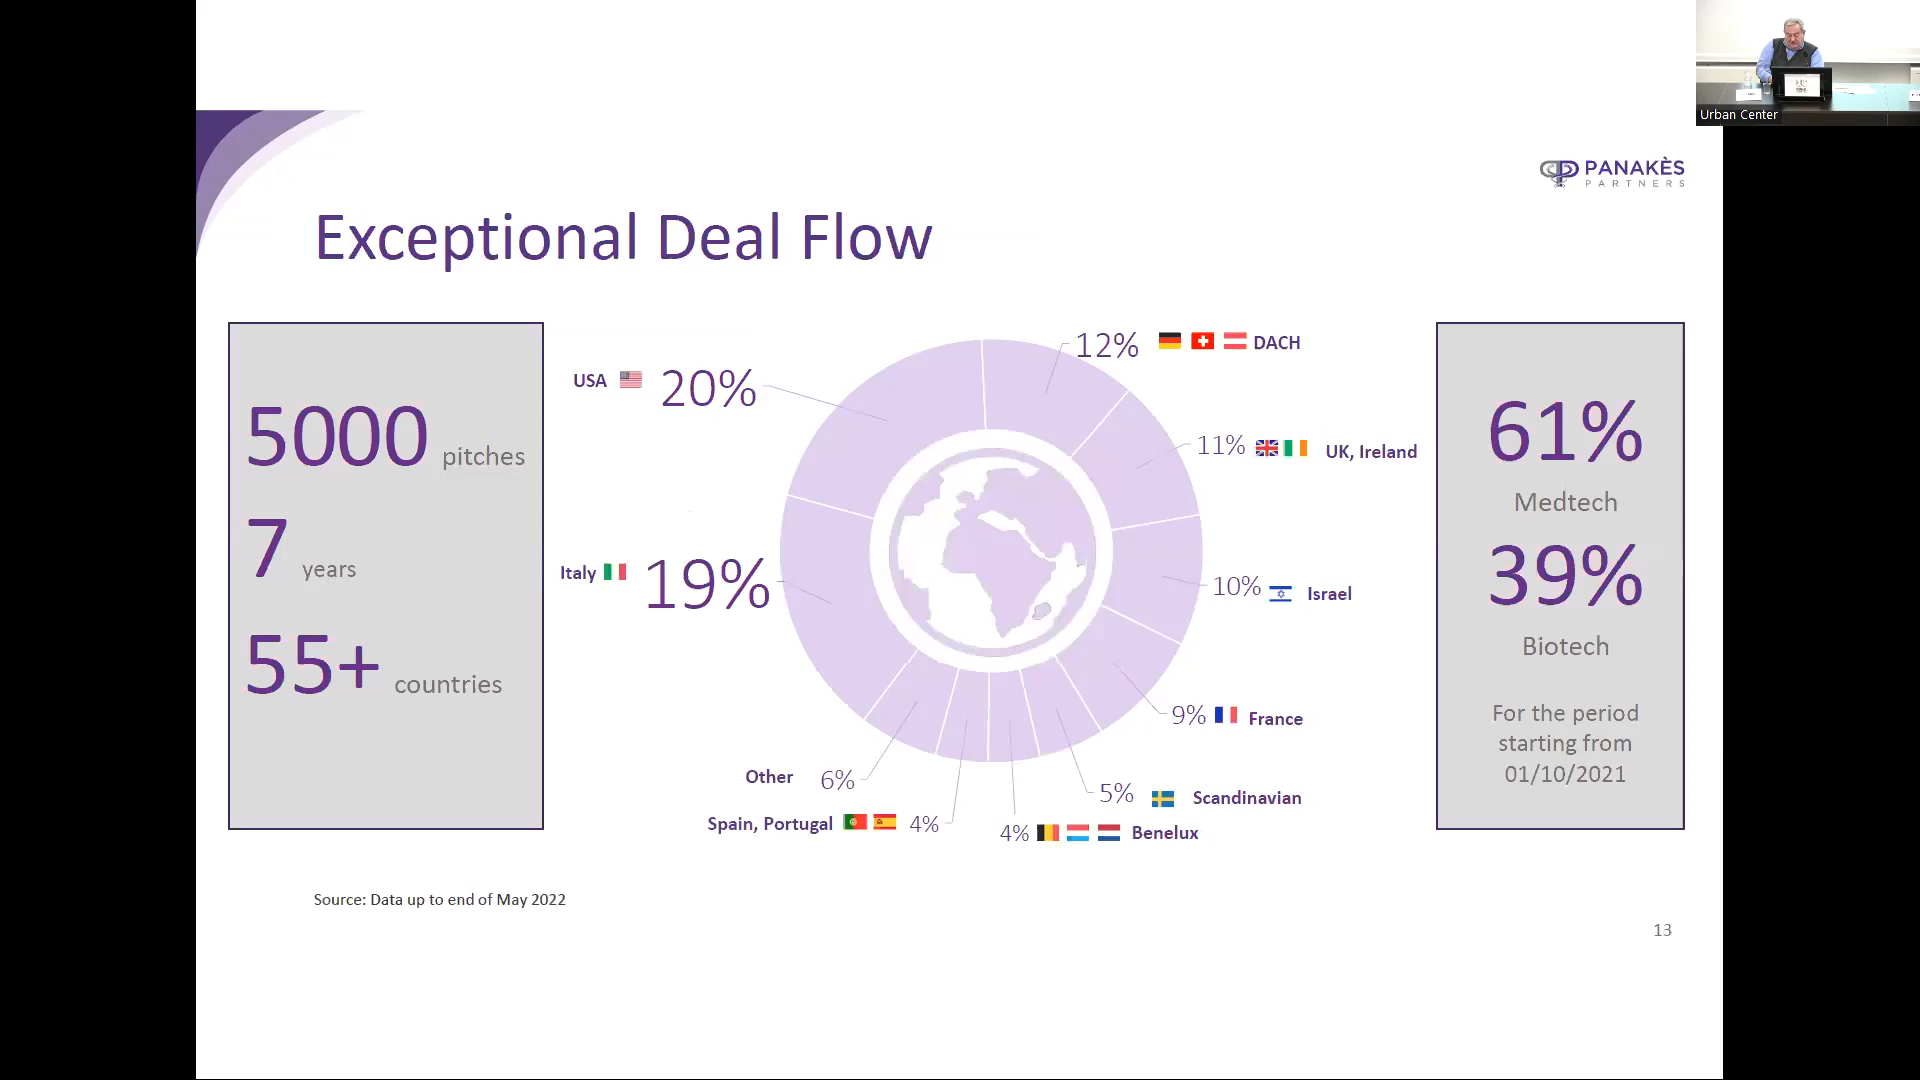 Urban Center
PANAKÈS
PARTNERS
Exceptional Deal Flow
5000 pitches
7 years
55+ countries
USA 20%
Italy 19%
12% DACH
11% UK, Ireland
10% Israel
9% France
5% Scandinavian
4% Benelux
Spain, Portugal 4%
Other 6%
61%
Medtech
39%
Biotech
For the period
starting from
01/10/2021
Source: Data up to end of May 2022
13